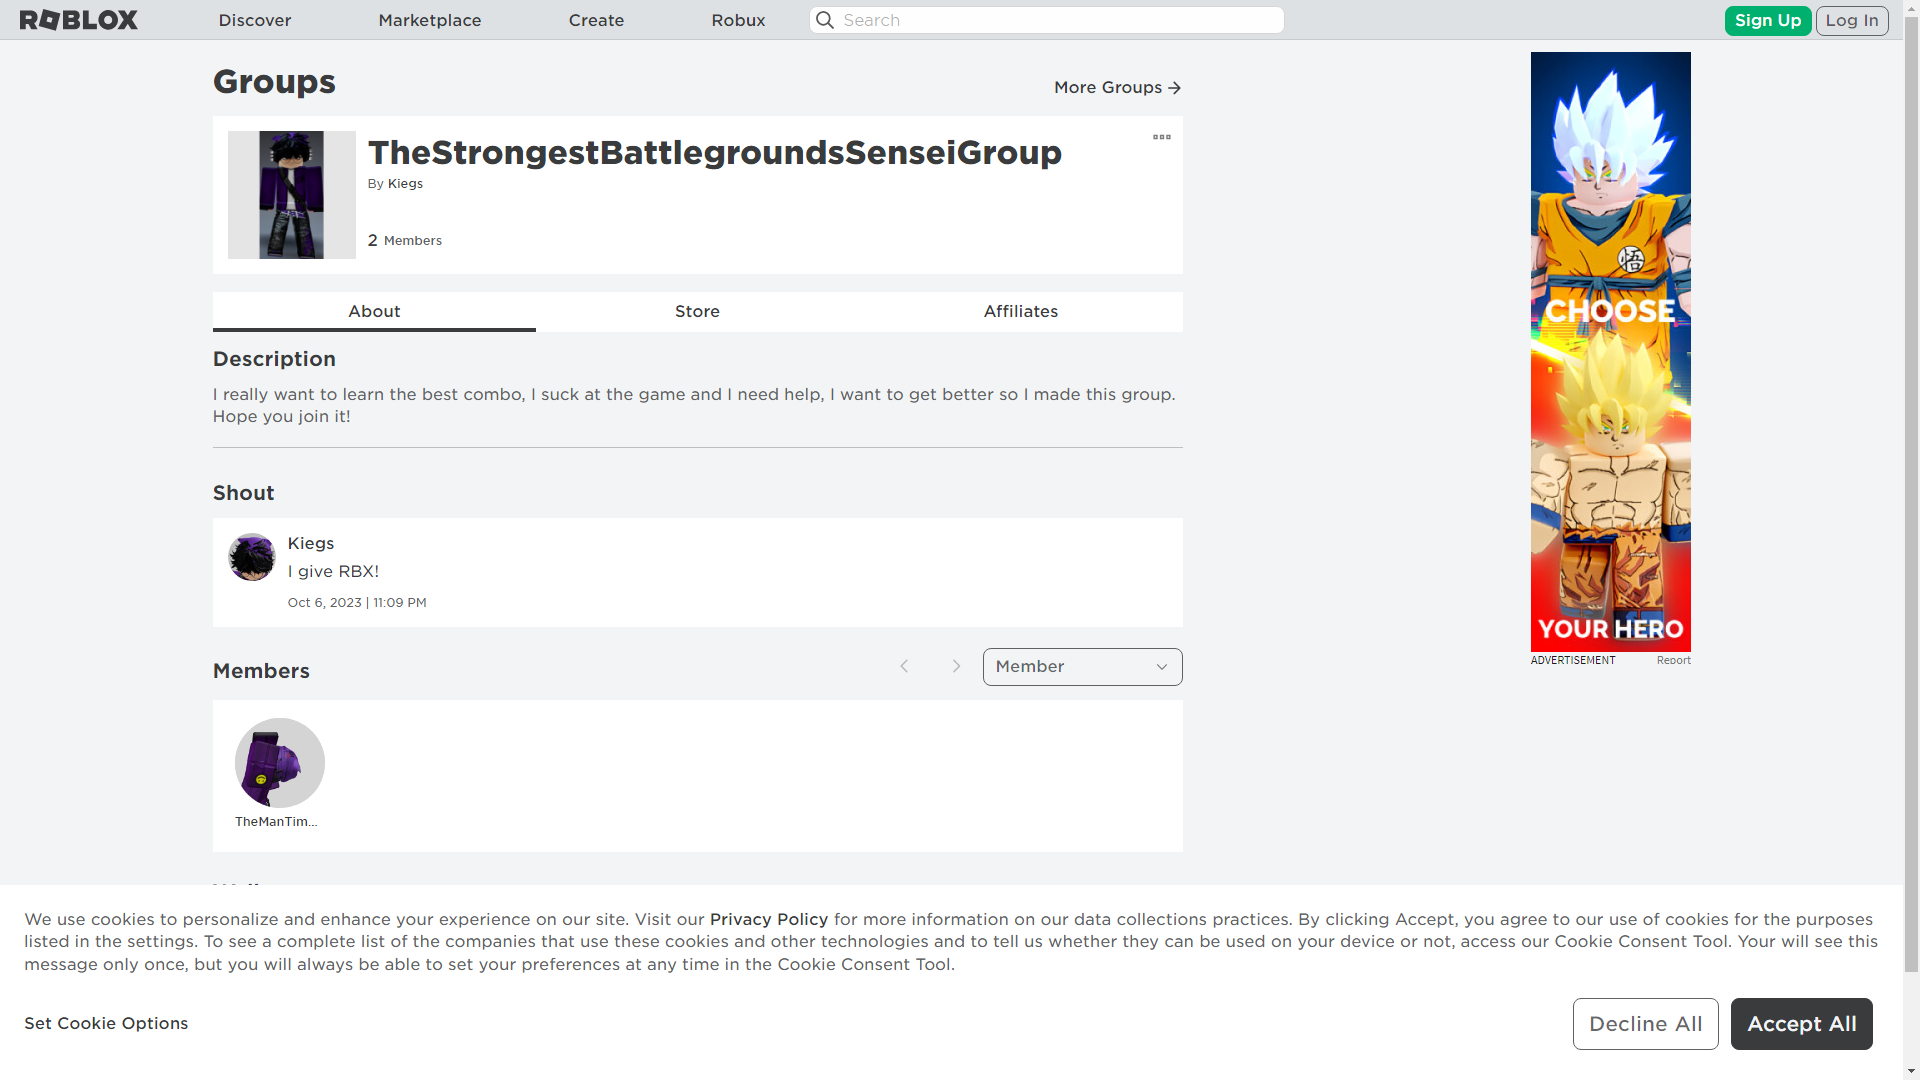 ROBLOX
Discover
Marketplace
Create
Robux
Search
Sign Up
Log In
Groups
More Groups
TheStrongestBattlegroundsSenseiGroup
By Kiegs
2 Members
About
Store
Affiliates
Description
I really want to learn the best combo, I suck at the game and I need help, I want to get better so I made this group.
Hope you join it!
Shout
Kiegs
I give RBX!
Oct 6, 2023 | 11:09 PM
Members
Member
TheManTim...
悟
CHOOSE
YOUR HERO
ADVERTISEMENT
Report
We use cookies to personalize and enhance your experience on our site. Visit our Privacy Policy for more information on our data collections practices. By clicking Accept, you agree to our use of cookies for the purposes
listed in the settings. To see a complete list of the companies that use these cookies and other technologies and to tell us whether they can be used on your device or not, access our Cookie Consent Tool. Your will see this
message only once, but you will always be able to set your preferences at any time in the Cookie Consent Tool.
Set Cookie Options
Decline All
Accept All